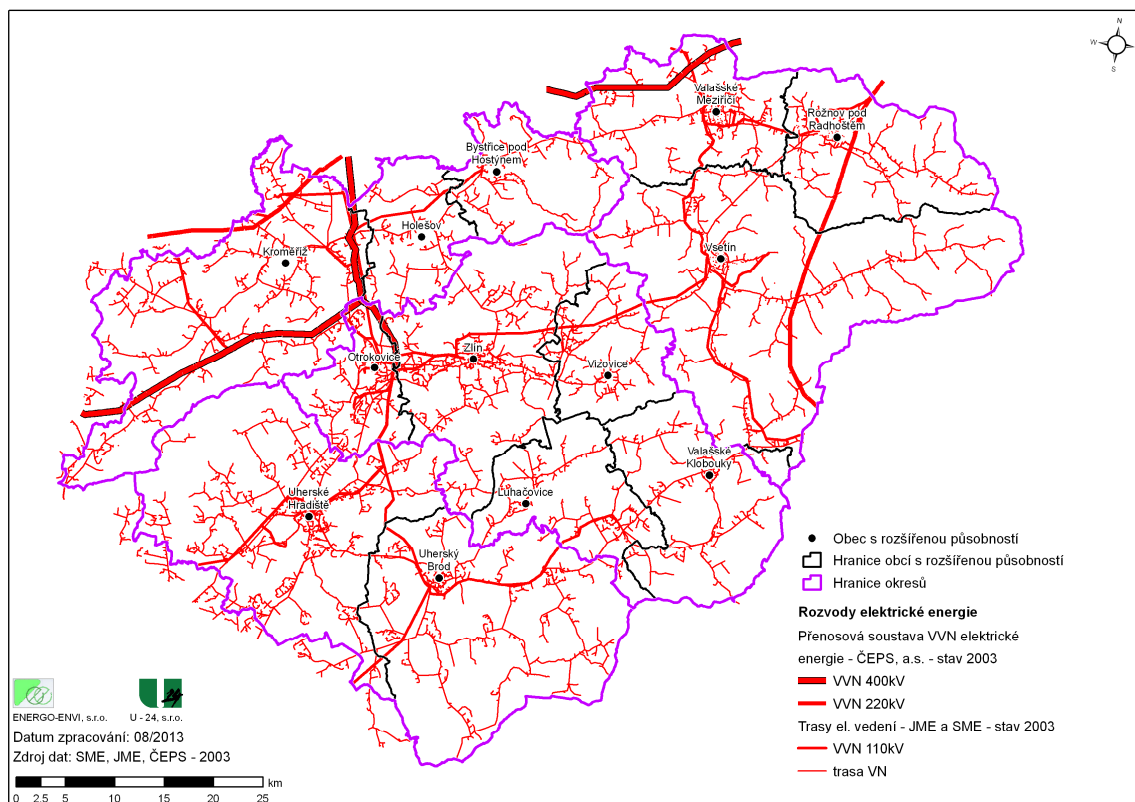 N
W
S
Valašské
Meziříčí
Rožnov pod
Radhoštěm
Bystřice pod
Hostýnem
Holešov
Kroměříž
Vsetín
Otrokovice
Zlín
Vizovice
Valašské
Klobouky
Uherské
Hradiště
Luhačovice
Uherský
Brod
Obec s rozšířenou působností
Hranice obcí s rozšířenou působností
Hranice okresů
Rozvody elektrické energie
Přenosová soustava VVN elektrické
energie - ČEPS, a.s. - stav 2003
VVN 400kV
VVN 220kV
Trasy el. vedení - JME a SME - stav 2003
VVN 110kV
trasa VN
ENERGO-ENVI, s.r.o. U - 24, s.r.o.
Datum zpracování: 08/2013
Zdroj dat: SME, JME, ČEPS - 2003
km
0 2.5 5 10 15 20 25